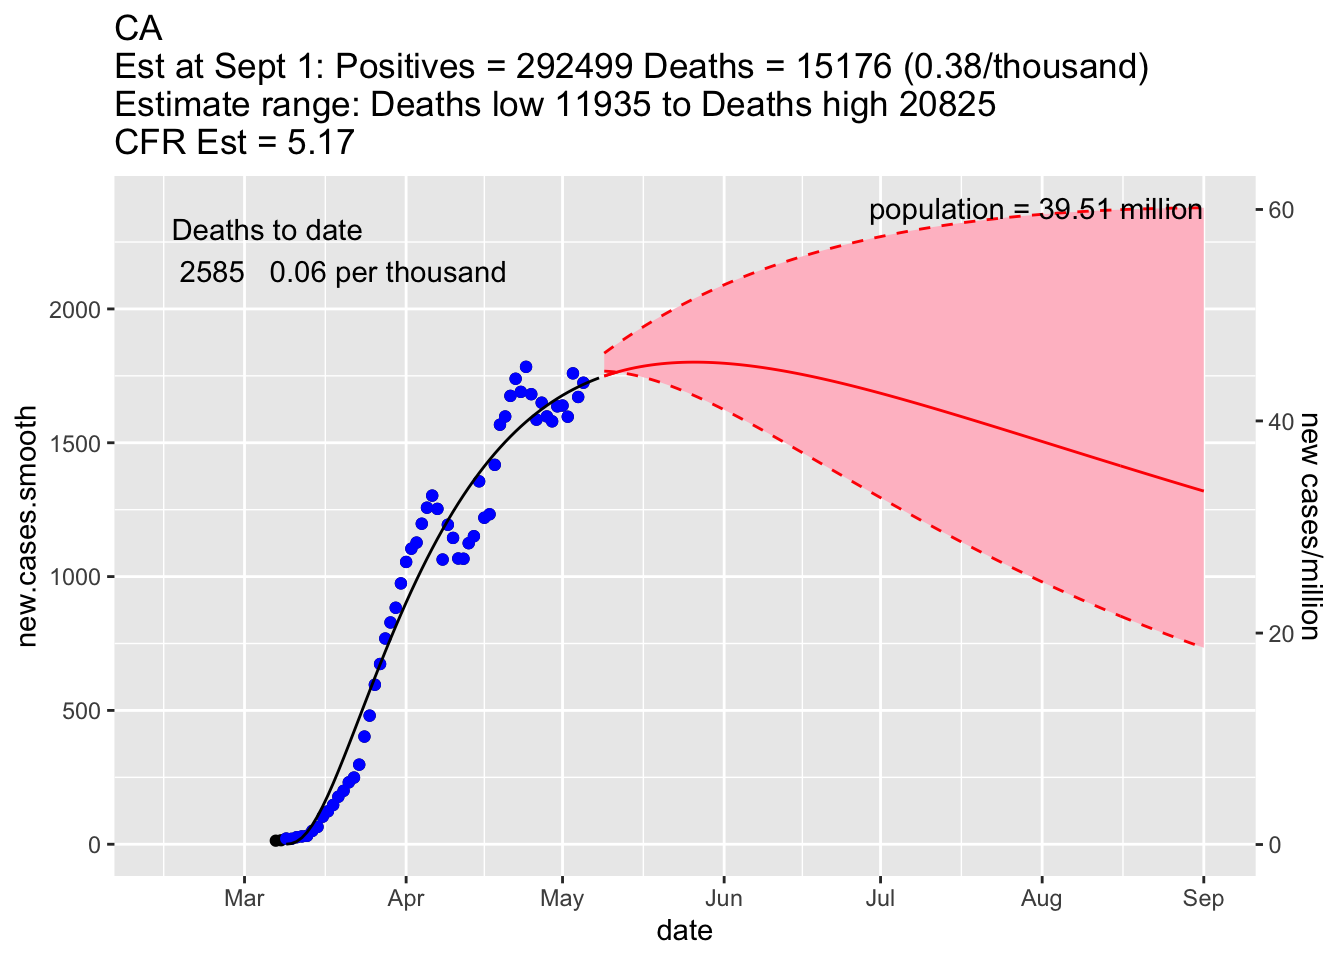 CA
Est at Sept 1: Positives = 292499 Deaths = 15176 (0.38/thousand)
Estimate range: Deaths low 11935 to Deaths high 20825
CFR Est = 5.17
population = 39.51 million
Deaths to date
2585 0.06 per thousand
2000
1500
1000
500
0
new.cases.smooth
60
40
20
0
new cases/million
Mar Apr May Jun Jul Aug Sep
date